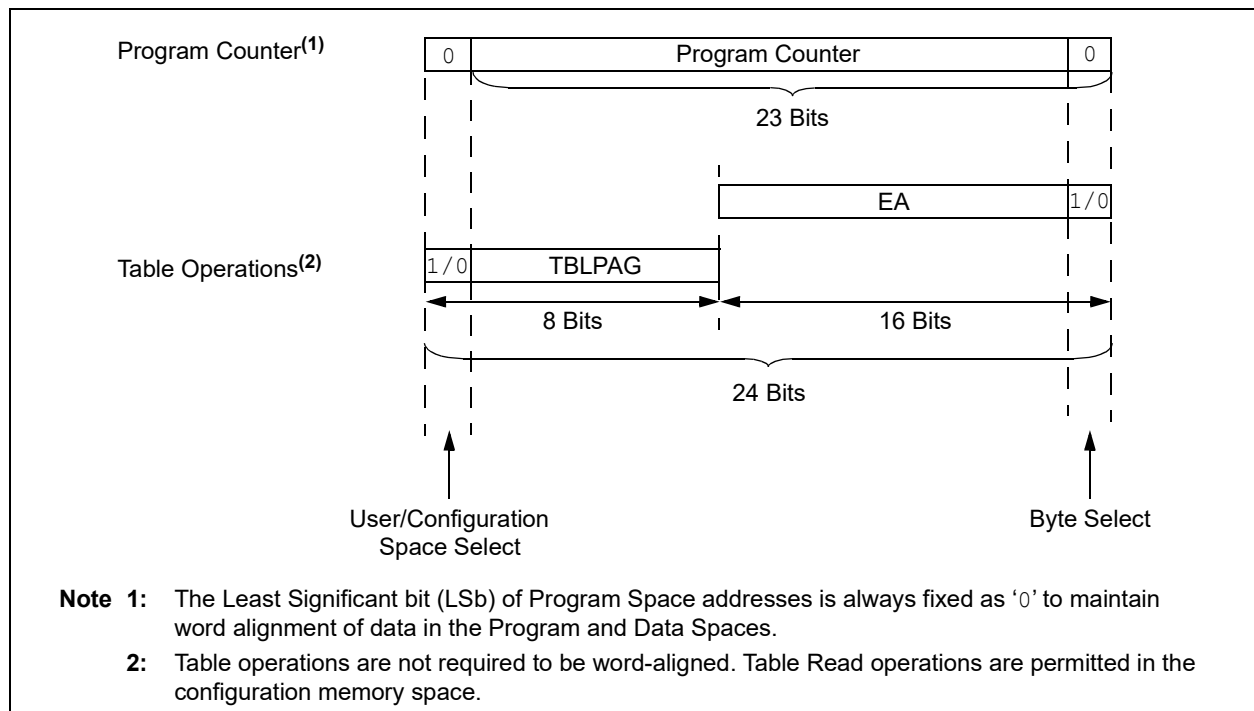 Program Counter(1)
0 Program Counter 0
23 Bits
EA 1/0
Table Operations(2)
1/0 TBLPAG
8 Bits 16 Bits
24 Bits
User/Configuration
Space Select
Byte Select
Note 1: The Least Significant bit (LSb) of Program Space addresses is always fixed as ‘0’ to maintain
word alignment of data in the Program and Data Spaces.
2: Table operations are not required to be word-aligned. Table Read operations are permitted in the
configuration memory space.